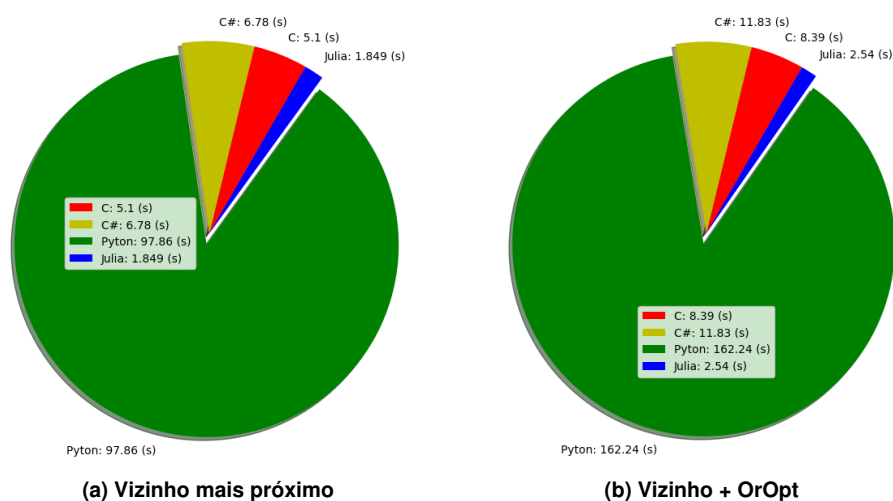 C#: 6.78 (s)
C: 5.1 (s)
Julia: 1.849 (s)
C: 5.1 (s)
C#: 6.78 (s)
Pyton: 97.86 (s)
Julia: 1.849 (s)
Pyton: 97.86 (s)
(a) Vizinho mais próximo
C#: 11.83 (s)
C: 8.39 (s)
Julia: 2.54 (s)
C: 8.39 (s)
C#: 11.83 (s)
Pyton: 162.24 (s)
Julia: 2.54 (s)
Pyton: 162.24 (s)
(b) Vizinho + OrOpt